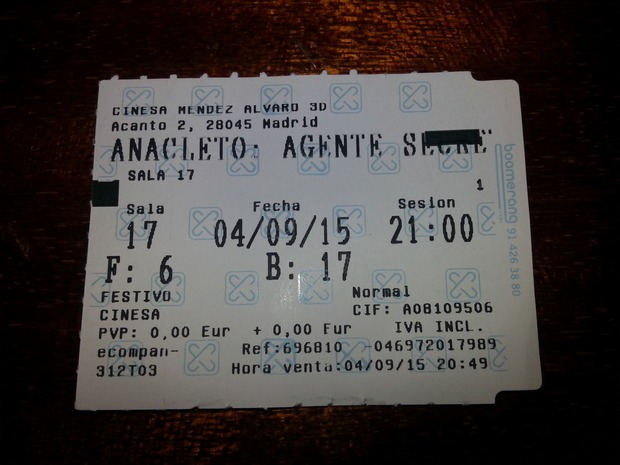 CINESA MENDEZ ALVARO 3D
Acanto 2, 28045 Madrid
ANACLETO: AGENTE SECRE
SALA 17
1
Sala Fecha Sesion
17 04/09/15 21:00
F: 6 B: 17
FESTIVO Normal
CINESA CIF: A08109506
PVP: 0,00 Eur + 0,00 Eur IVA INCL.
ecompan- Ref:696810 -046972017989
312T03 Hora venta:04/09/15 20:49
boomerang 91 426 38 80